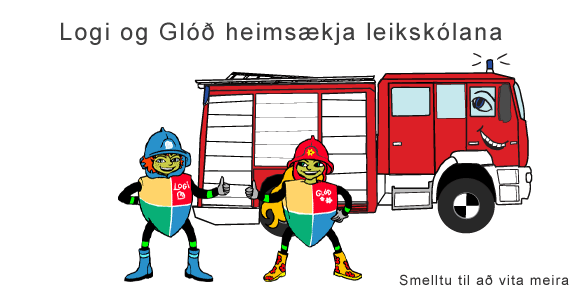 Logi og Glóð heimsækja leikskólana
LOGI
GLÓÐ
Smelltu til að vita meira